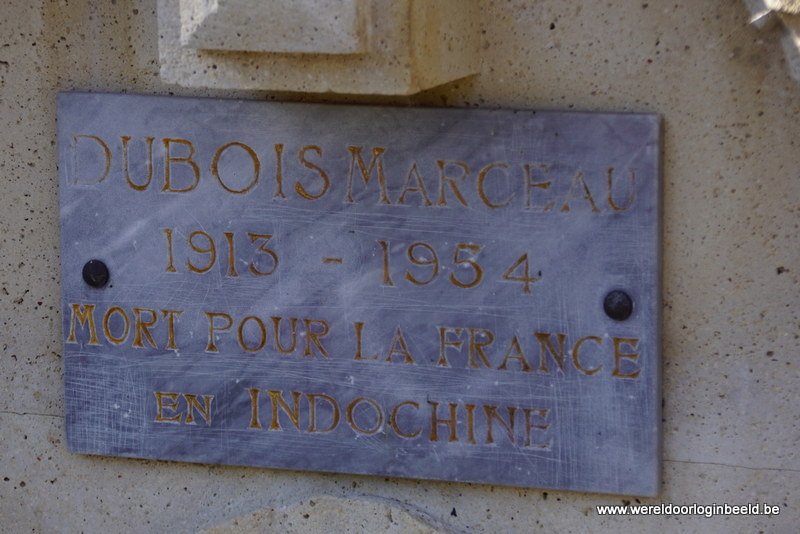 DUBOIS MARCEAU
1913 - 1954
MORT POUR LA FRANCE
EN INDOCHINE
www.wereldoorloginbeeld.be